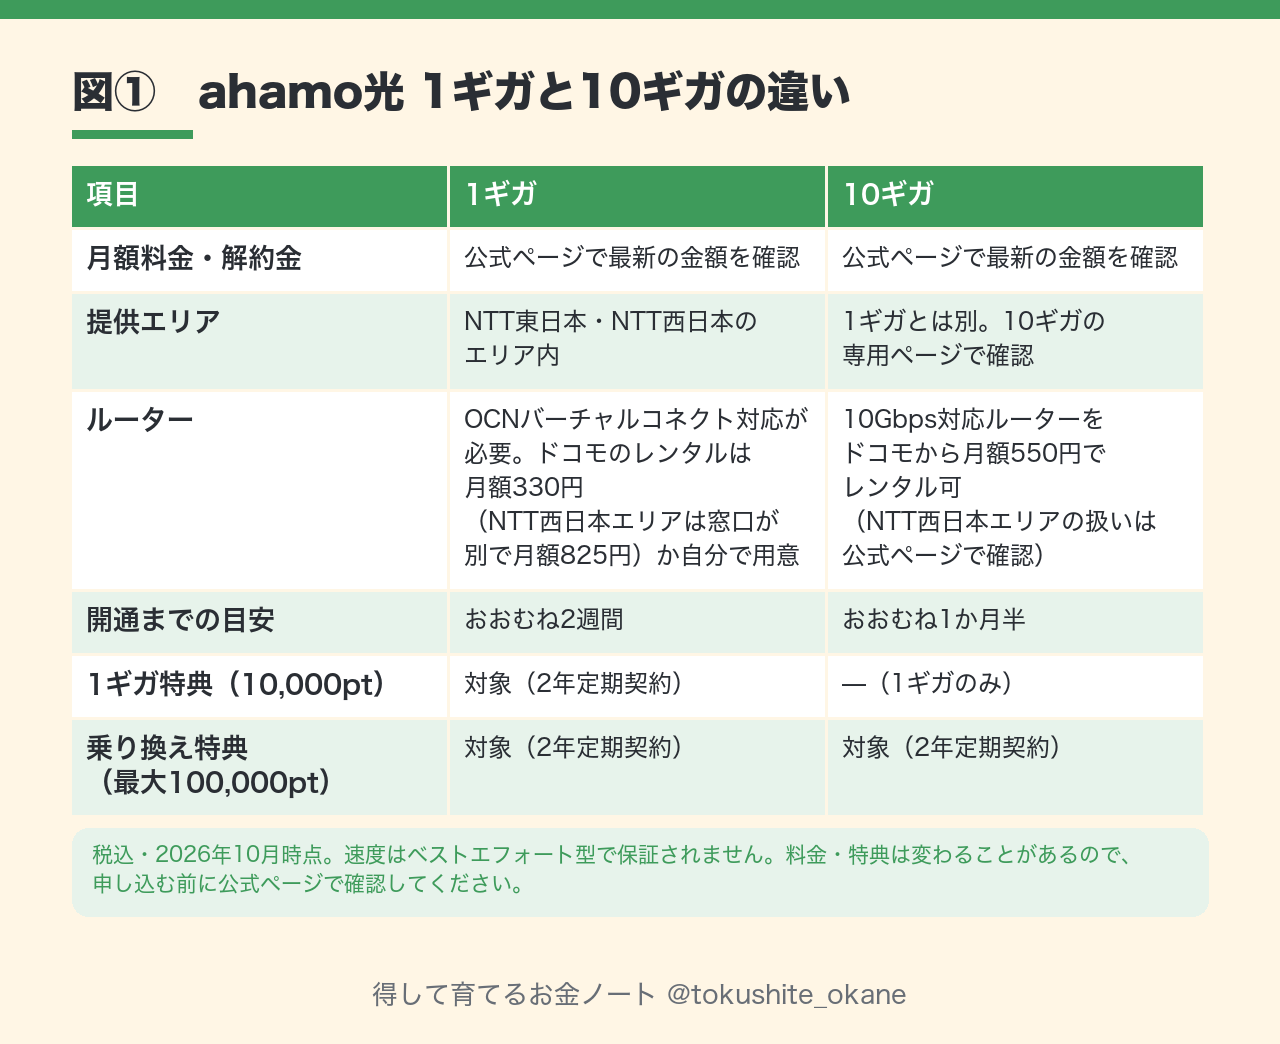 図① ahamo光 1ギガと10ギガの違い
項目 1ギガ 10ギガ
月額料金・解約金 公式ページで最新の金額を確認 公式ページで最新の金額を確認
提供エリア
NTT東日本・NTT西日本の
エリア内
1ギガとは別。10ギガの
専用ページで確認
ルーター
OCNバーチャルコネクト対応が
必要。ドコモのレンタルは
月額330円
（NTT西日本エリアは窓口が
別で月額825円）か自分で用意
10Gbps対応ルーターを
ドコモから月額550円で
レンタル可
（NTT西日本エリアの扱いは
公式ページで確認）
開通までの目安 おおむね2週間 おおむね1か月半
1ギガ特典（10,000pt） 対象（2年定期契約） —（1ギガのみ）
乗り換え特典
（最大100,000pt）
対象（2年定期契約） 対象（2年定期契約）
税込・2026年10月時点。速度はベストエフォート型で保証されません。料金・特典は変わることがあるので、
申し込む前に公式ページで確認してください。
得して育てるお金ノート @tokushite_okane